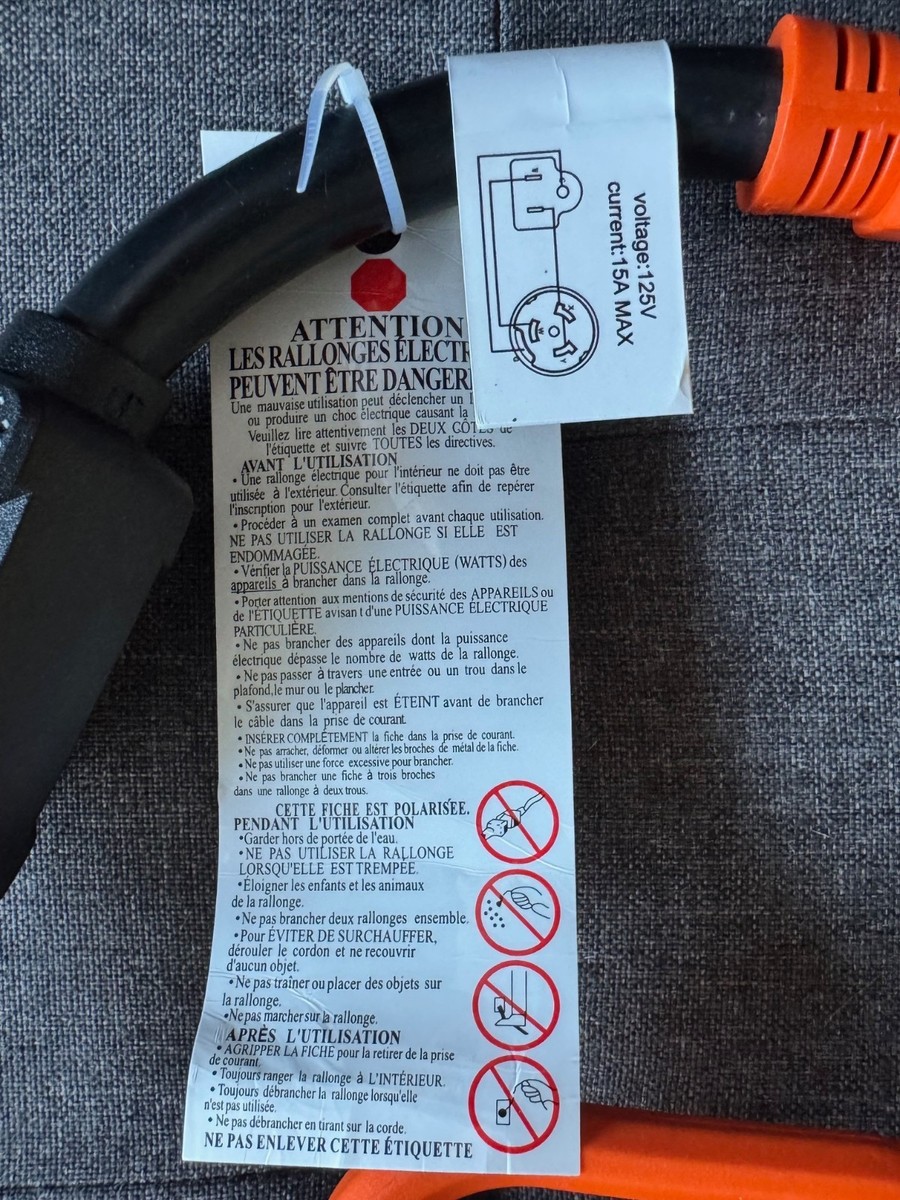 voltage:125V
current:15A MAX
ATTENTION
LES RALLONGES ÉLECTR
PEUVENT ÊTRE DANGER
Une mauvaise utilisation peut déclencher un
ou produire un choc électrique causant la
Veuillez lire attentivement les DEUX CÔTÉS de
l'étiquette et suivre TOUTES les directives.
AVANT L'UTILISATION
• Une rallonge électrique pour l'intérieur ne doit pas être
utilisée à l'extérieur. Consulter l'étiquette afin de repérer
l'inscription pour l'extérieur.
• Procéder à un examen complet avant chaque utilisation.
NE PAS UTILISER LA RALLONGE SI ELLE EST
ENDOMMAGÉE.
• Vérifier la PUISSANCE ÉLECTRIQUE (WATTS) des
appareils à brancher dans la rallonge.
• Porter attention aux mentions de sécurité des APPAREILS ou
de l'ÉTIQUETTE avisan t d'une PUISSANCE ÉLECTRIQUE
PARTICULIÈRE.
• Ne pas brancher des appareils dont la puissance
électrique dépasse le nombre de watts de la rallonge.
• Ne pas passer à travers une entrée ou un trou dans le
plafond,le mur ou le plancher.
• S'assurer que l'appareil est ÉTEINT avant de brancher
le câble dans la prise de courant.
• INSÉRER COMPLÈTEMENT la fiche dans la prise de courant.
• Ne pas arracher, déformer ou altérer les broches de métal de la fiche.
• Ne pas utiliser une force excessive pour brancher.
• Ne pas brancher une fiche à trois broches
dans une rallonge à deux trous.
CETTE FICHE EST POLARISÉE.
PENDANT L'UTILISATION
•Garder hors de portée de l'eau.
•NE PAS UTILISER LA RALLONGE
LORSQU'ELLE EST TREMPÉE.
•Éloigner les enfants et les animaux
de la rallonge.
•Ne pas brancher deux rallonges ensemble.
•Pour ÉVITER DE SURCHAUFFER,
dérouler le cordon et ne recouvrir
d'aucun objet.
•Ne pas traîner ou placer des objets sur
la rallonge.
•Ne pas marcher sur la rallonge.
APRÈS L'UTILISATION
• AGRIPPER LA FICHE pour la retirer de la prise
de courant.
• Toujours ranger la rallonge à L'INTÉRIEUR.
• Toujours débrancher la rallonge lorsqu'elle
n'est pas utilisée.
• Ne pas débrancher en tirant sur la corde.
NE PAS ENLEVER CETTE ÉTIQUETTE